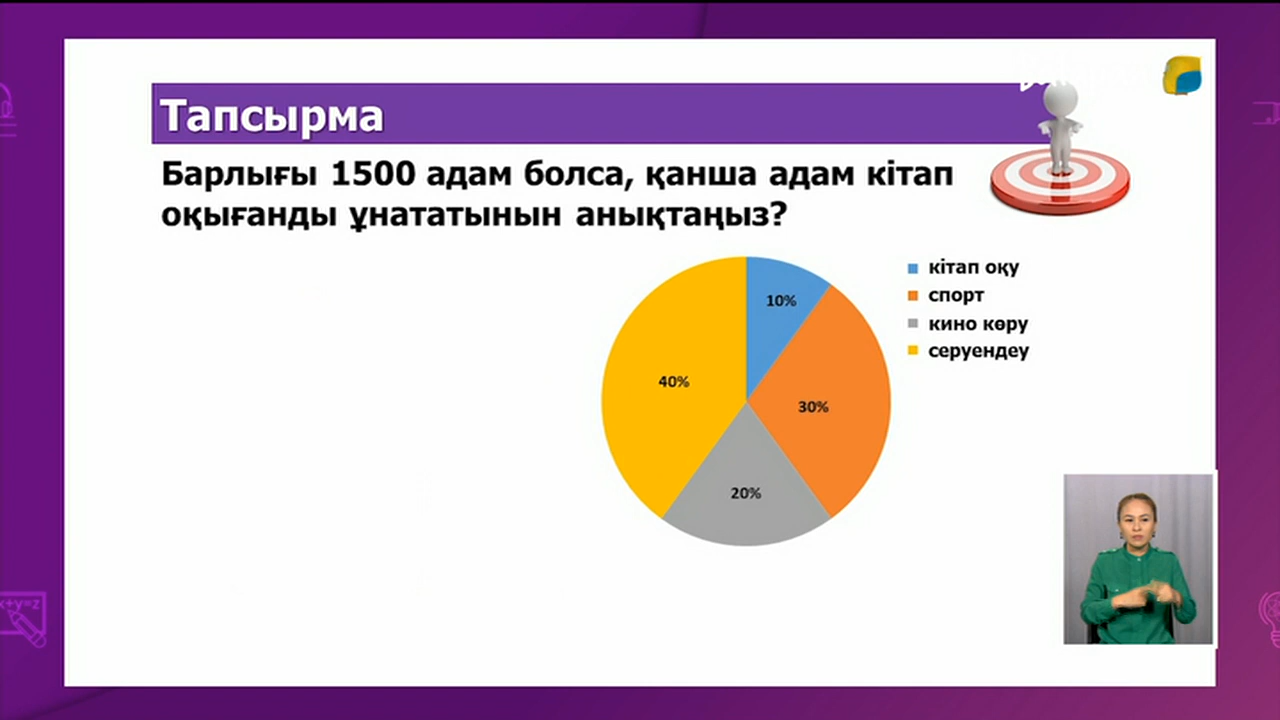 Тапсырма
Барлығы 1500 адам болса, қанша адам кітап
оқығанды ұнататынын анықтаңыз?
кітап оқу
спорт
кино көру
серуендеу
10%
30%
20%
40%
x+y=z